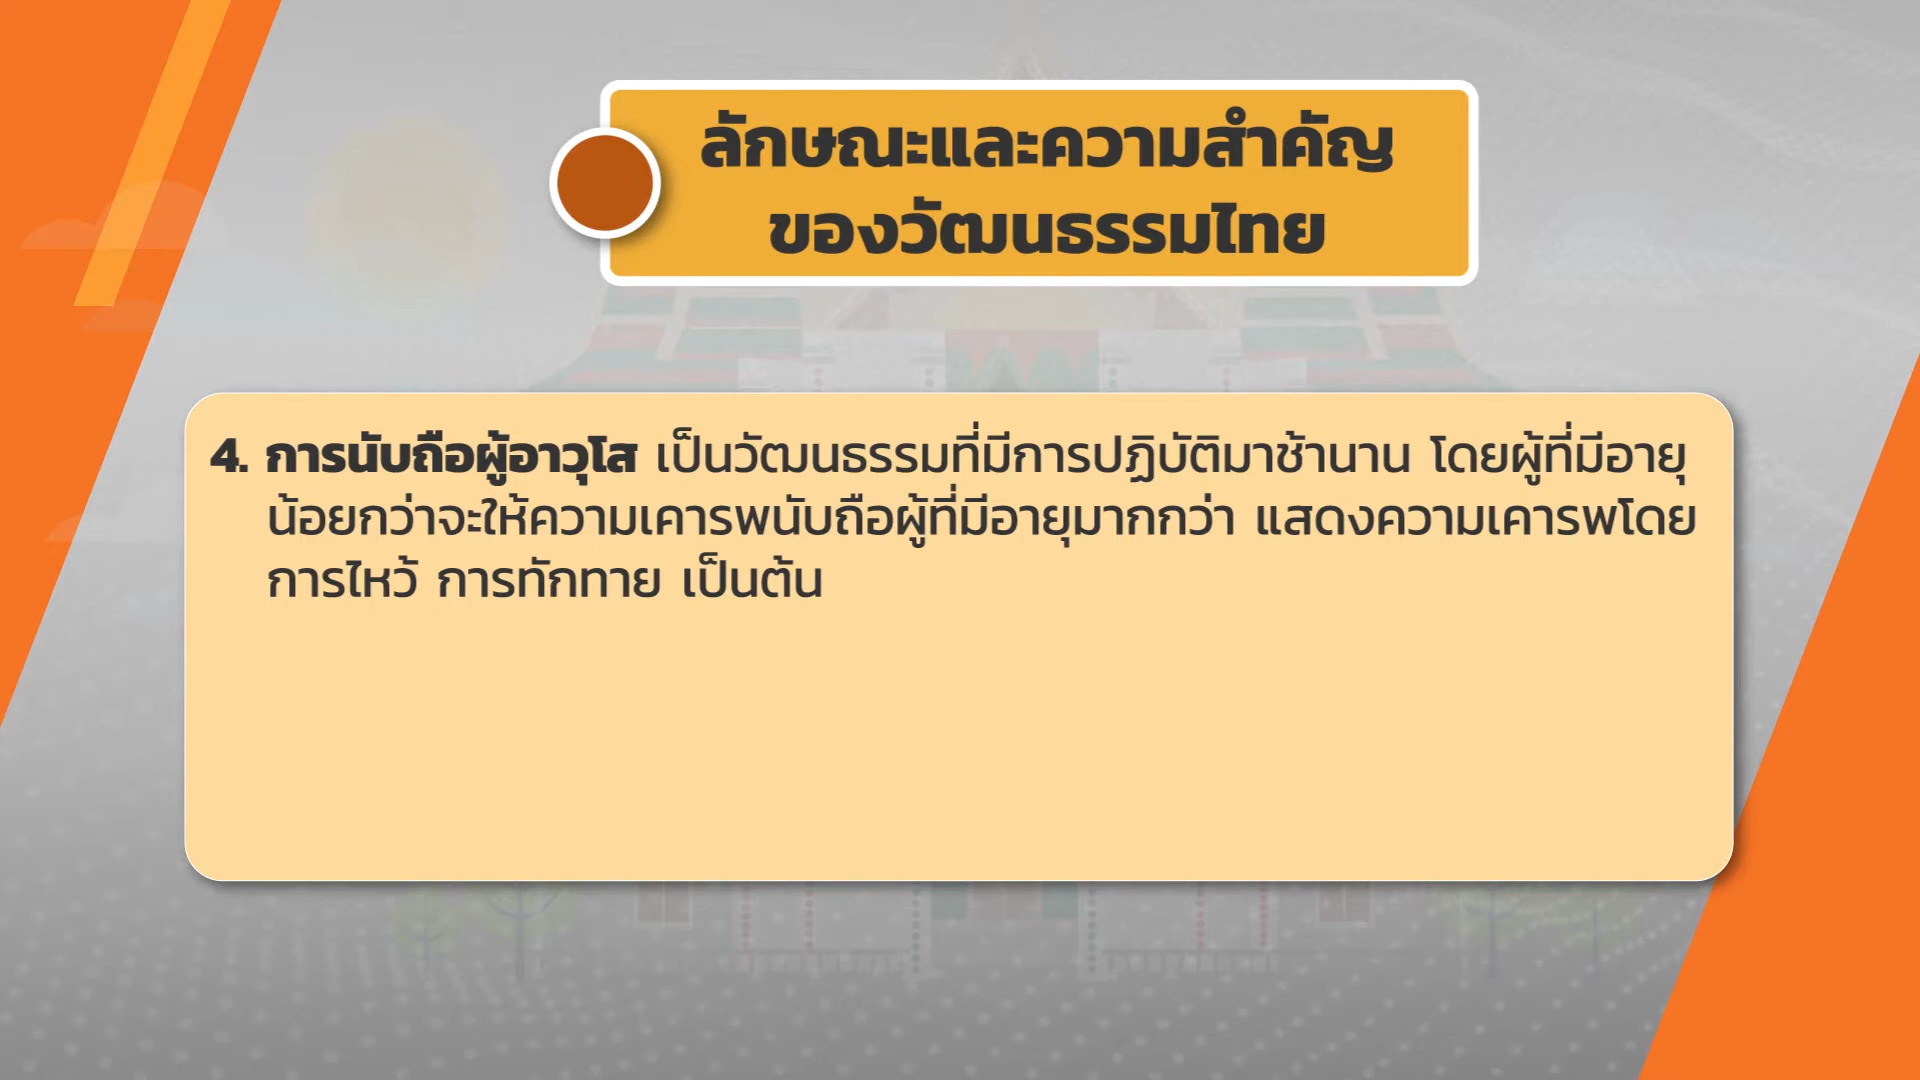 ลักษณะและความสำคัญ
ของวัฒนธรรมไทย
4. การนับถือผู้อาวุโส เป็นวัฒนธรรมที่มีการปฏิบัติมาช้านาน โดยผู้ที่มีอายุ
น้อยกว่าจะให้ความเคารพนับถือผู้ที่มีอายุมากกว่า แสดงความเคารพโดย
การไหว้ การทักทาย เป็นต้น